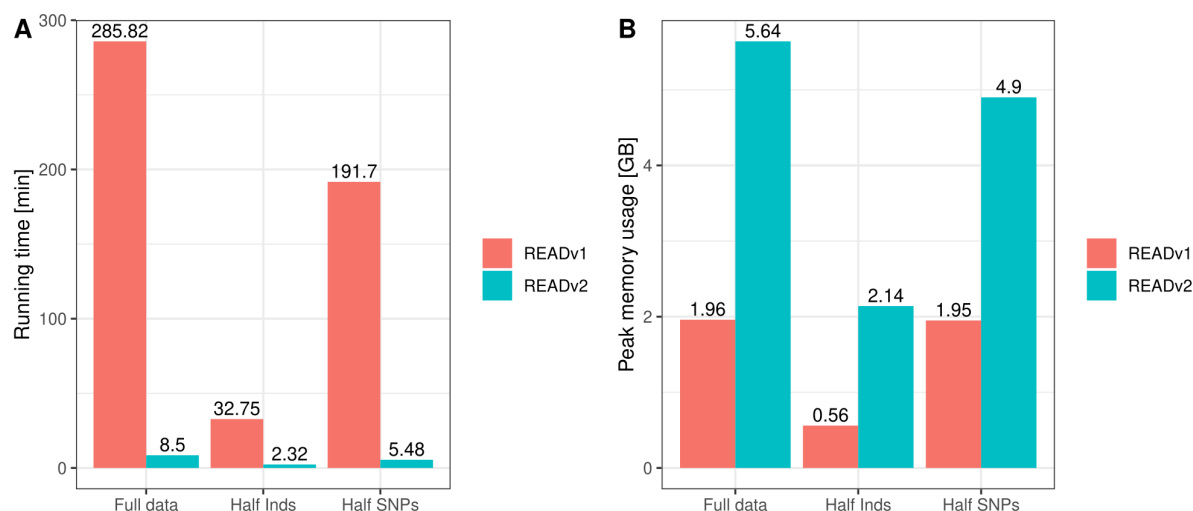 A
Running time [min]
300
200
100
0
285.82
8.5
32.75
2.32
191.7
5.48
Full data
Half Inds
Half SNPs
READv1
READv2
B
Peak memory usage [GB]
4
2
0
1.96
5.64
0.56
2.14
1.95
4.9
Full data
Half Inds
Half SNPs
READv1
READv2